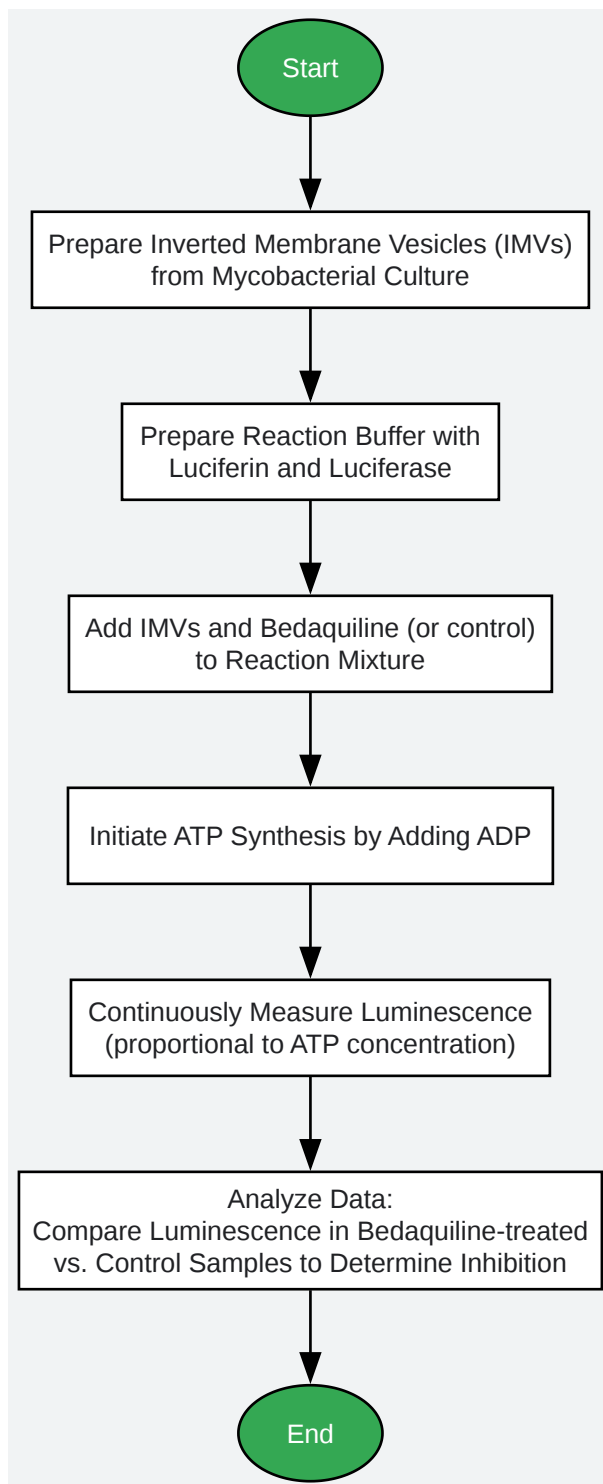 Start
Prepare Inverted Membrane Vesicles (IMVs)
from Mycobacterial Culture
Prepare Reaction Buffer with
Luciferin and Luciferase
Add IMVs and Bedaquiline (or control)
to Reaction Mixture
Initiate ATP Synthesis by Adding ADP
Continuously Measure Luminescence
(proportional to ATP concentration)
Analyze Data:
Compare Luminescence in Bedaquiline-treated
vs. Control Samples to Determine Inhibition
End